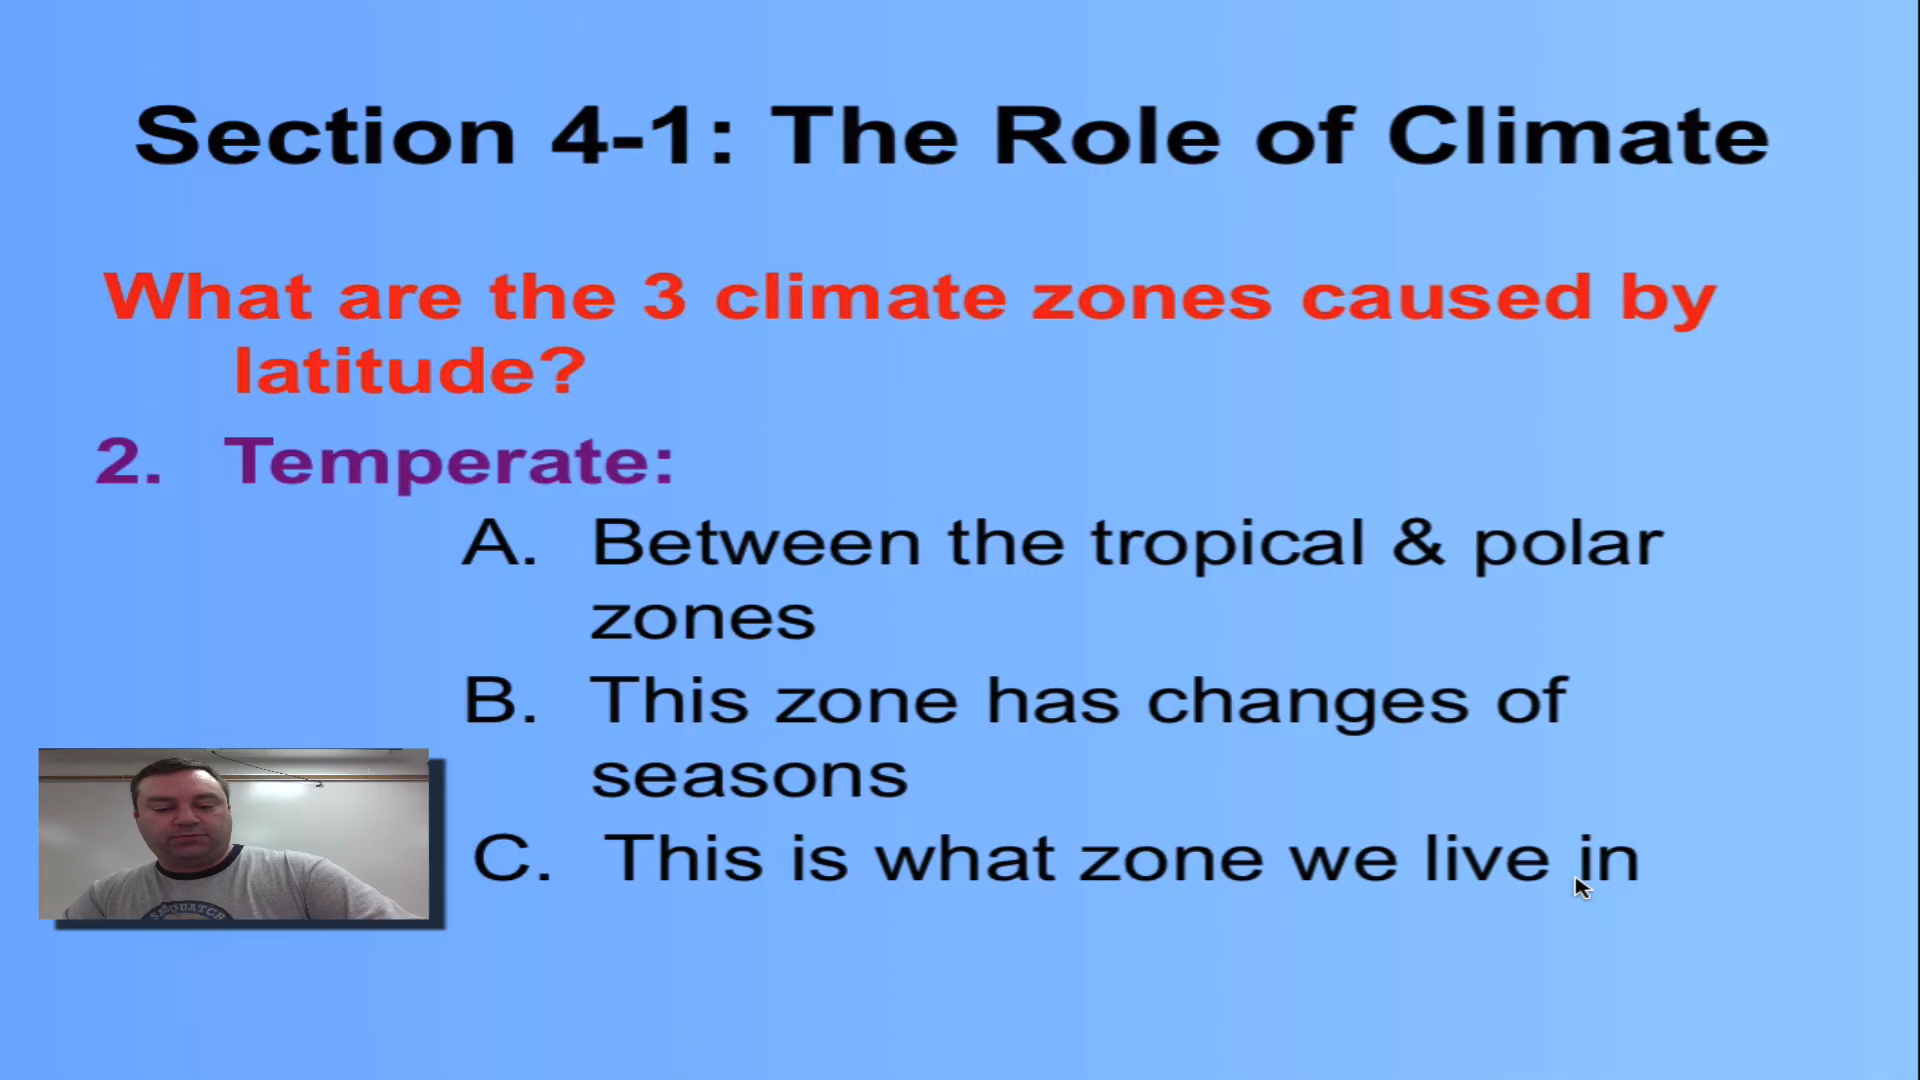 Section 4-1: The Role of Climate
What are the 3 climate zones caused by
latitude?
2. Temperate:
A. Between the tropical & polar
zones
B. This zone has changes of
seasons
C. This is what zone we live in
SASQUATCH